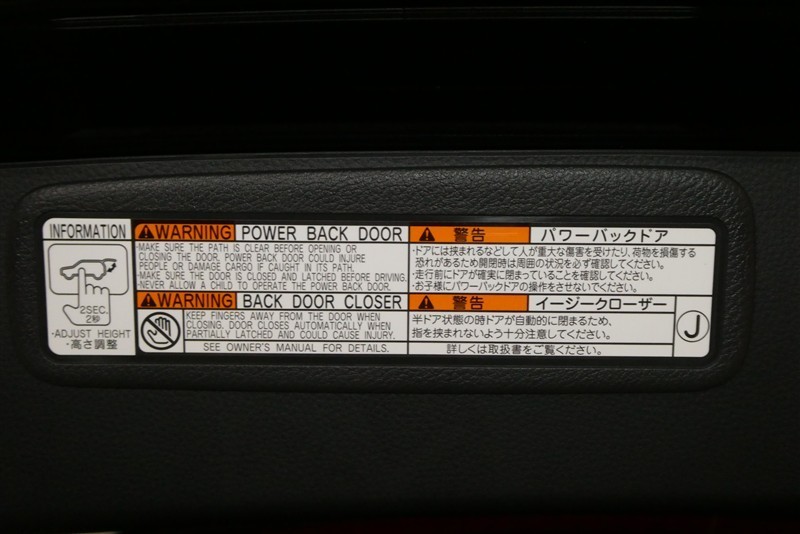 INFORMATION
2SEC.
2秒
・ADJUST HEIGHT
・高さ調整
WARNING POWER BACK DOOR
・MAKE SURE THE PATH IS CLEAR BEFORE OPENING OR
CLOSING THE DOOR. POWER BACK DOOR COULD INJURE
PEOPLE OR DAMAGE CARGO IF CAUGHT IN ITS PATH.
・MAKE SURE THE DOOR IS CLOSED AND LATCHED BEFORE DRIVING.
・NEVER ALLOW A CHILD TO OPERATE THE POWER BACK DOOR.
WARNING BACK DOOR CLOSER
KEEP FINGERS AWAY FROM THE DOOR WHEN
CLOSING. DOOR CLOSES AUTOMATICALLY WHEN
PARTIALLY LATCHED AND COULD CAUSE INJURY.
SEE OWNER'S MANUAL FOR DETAILS.
警告 パワーバックドア
・ドアには挟まれるなどして人が重大な傷害を受けたり、荷物を損傷する
恐れがあるため開閉時は周囲の状況を必ず確認してください。
・走行前にドアが確実に閉まっていることを確認してください。
・お子様にパワーバックドアの操作をさせないでください。
警告 イージークローザー
半ドア状態の時ドアが自動的に閉まるため、
指を挟まれないよう十分注意してください。
詳しくは取扱書をご覧ください。
J